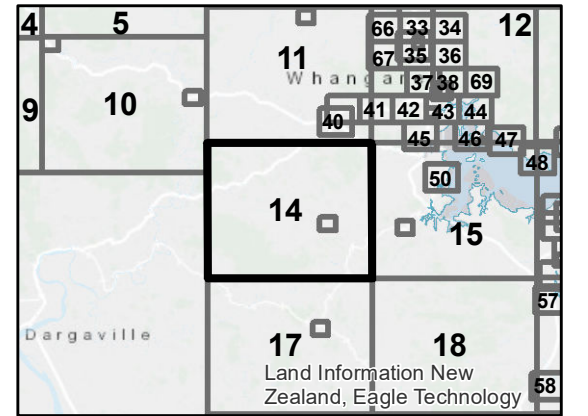 4 5 11 66 33 34 12
67 35 36
Whangar
37 38 69
9 10
40 41 42 43 44
45 46 47
48
50
14
15
57
Dargaville
17 18
Land Information New
Zealand, Eagle Technology
58